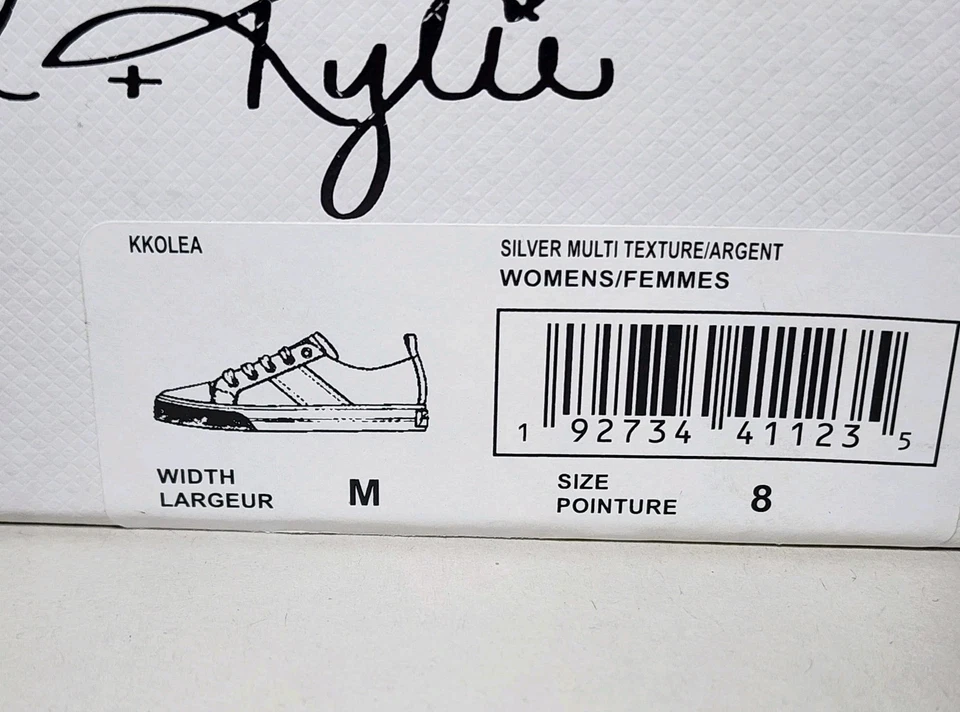 + Kylie
KKOLEA
SILVER MULTI TEXTURE/ARGENT
WOMENS/FEMMES
1 92734 41123 5
WIDTH
LARGEUR
M
SIZE
POINTURE
8